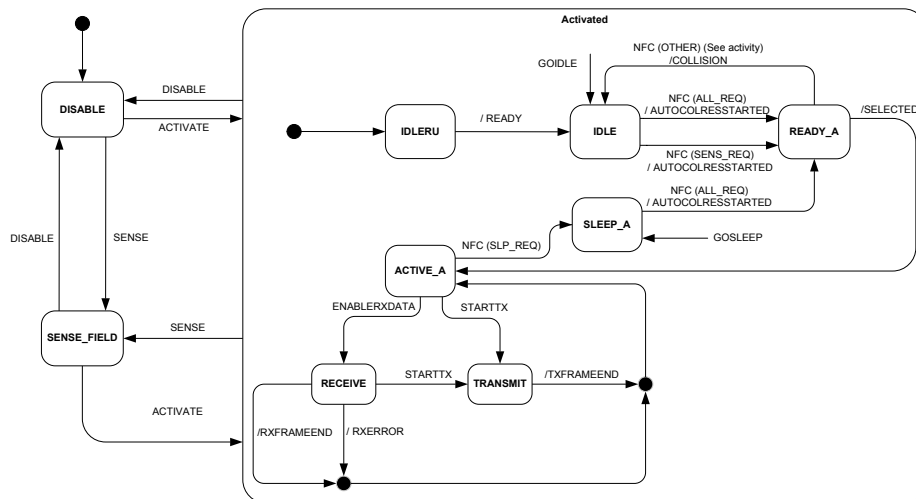 Activated
NFC (OTHER) (See activity)
/COLLISION
GOIDLE
DISABLE
DISABLE
ACTIVATE
NFC (ALL_REQ)
/ AUTOCOLRESSTARTED
/SELECTED
IDLERU
/ READY
IDLE
READY_A
NFC (SENS_REQ)
/ AUTOCOLRESSTARTED
NFC (ALL_REQ)
/ AUTOCOLRESSTARTED
SLEEP_A
GOSLEEP
DISABLE
SENSE
NFC (SLP_REQ)
ACTIVE_A
ENABLERXDATA
STARTTX
SENSE_FIELD
SENSE
RECEIVE
STARTTX
TRANSMIT
/TXFRAMEEND
ACTIVATE
/RXFRAMEEND
/ RXERROR